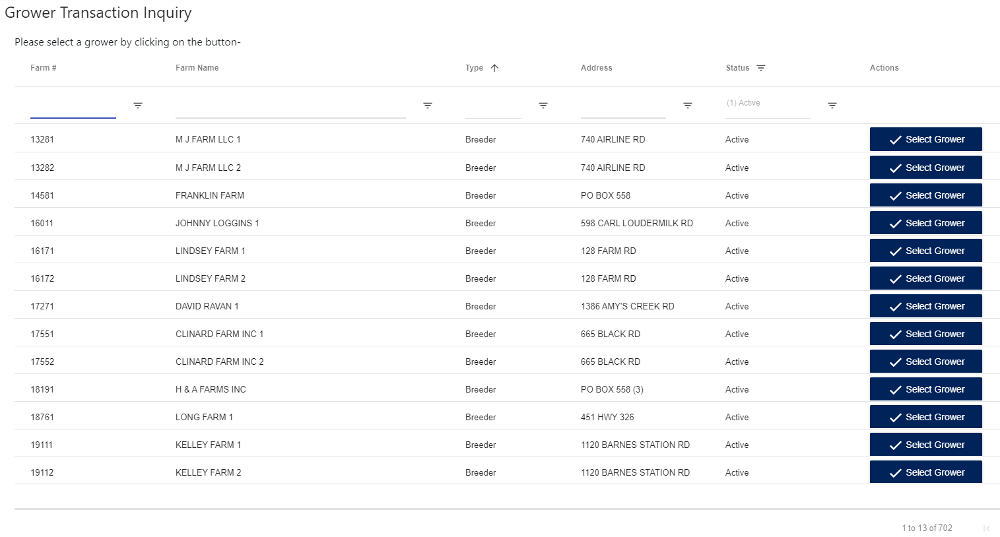 Grower Transaction Inquiry
Please select a grower by clicking on the button-
Farm # Farm Name Type Address Status Actions
(1) Active
13281 M J FARM LLC 1 Breeder 740 AIRLINE RD Active Select Grower
13282 M J FARM LLC 2 Breeder 740 AIRLINE RD Active Select Grower
14581 FRANKLIN FARM Breeder PO BOX 558 Active Select Grower
16011 JOHNNY LOGGINS 1 Breeder 598 CARL LOUDERMILK RD Active Select Grower
16171 LINDSEY FARM 1 Breeder 128 FARM RD Active Select Grower
16172 LINDSEY FARM 2 Breeder 128 FARM RD Active Select Grower
17271 DAVID RAVAN 1 Breeder 1386 AMY'S CREEK RD Active Select Grower
17551 CLINARD FARM INC 1 Breeder 665 BLACK RD Active Select Grower
17552 CLINARD FARM INC 2 Breeder 665 BLACK RD Active Select Grower
18191 H & A FARMS INC Breeder PO BOX 558 (3) Active Select Grower
18761 LONG FARM 1 Breeder 451 HWY 326 Active Select Grower
19111 KELLEY FARM 1 Breeder 1120 BARNES STATION RD Active Select Grower
19112 KELLEY FARM 2 Breeder 1120 BARNES STATION RD Active Select Grower
1 to 13 of 702